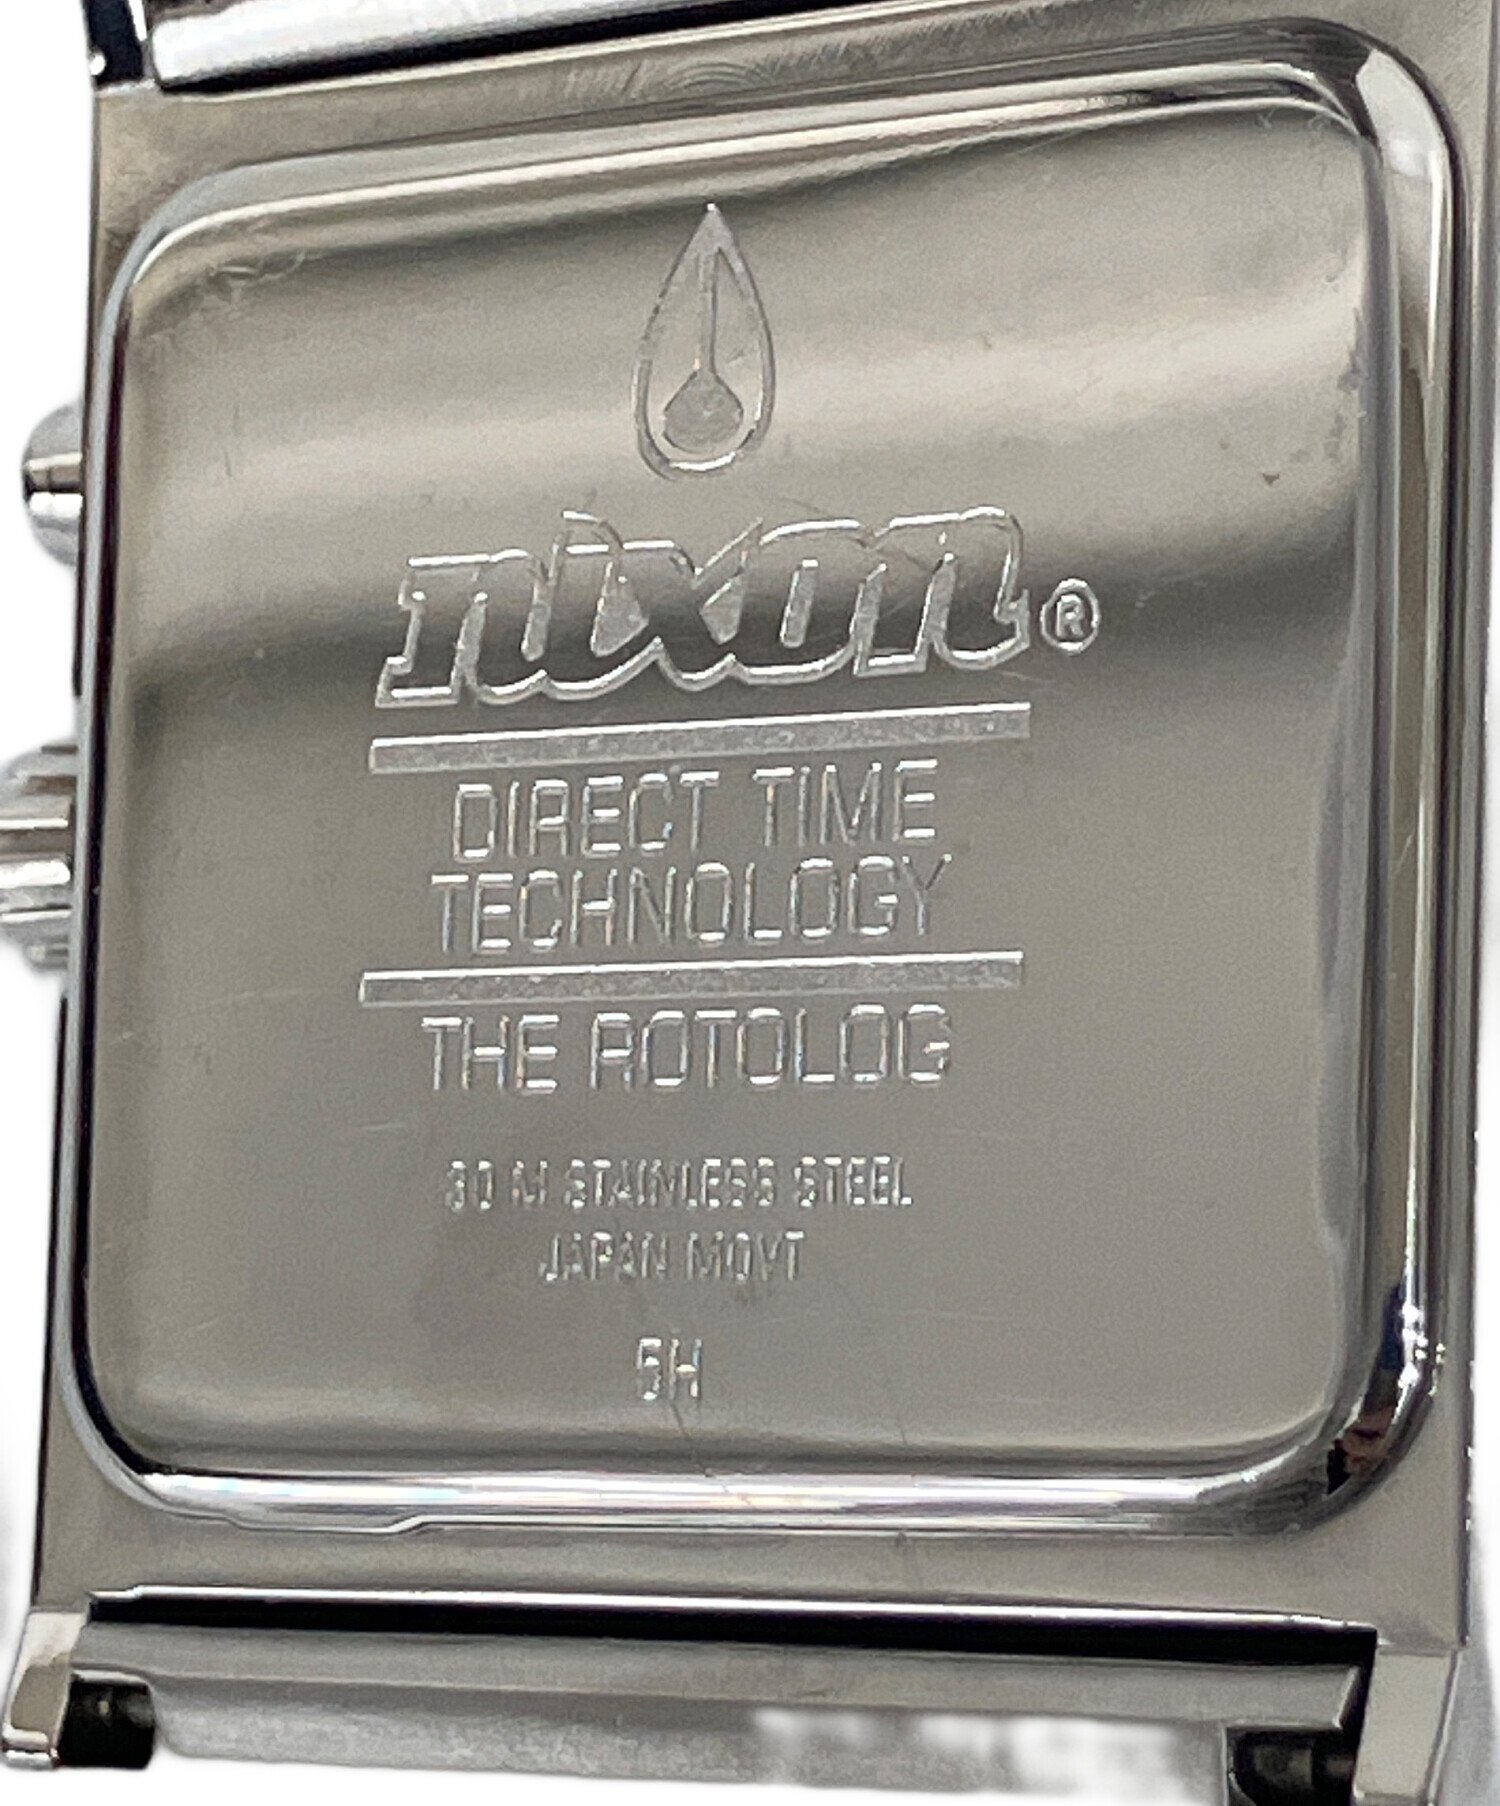 nixon®
DIRECT TIME
TECHNOLOGY
THE ROTOLOG
30 M STAINLESS STEEL
JAPAN MOVT
5H